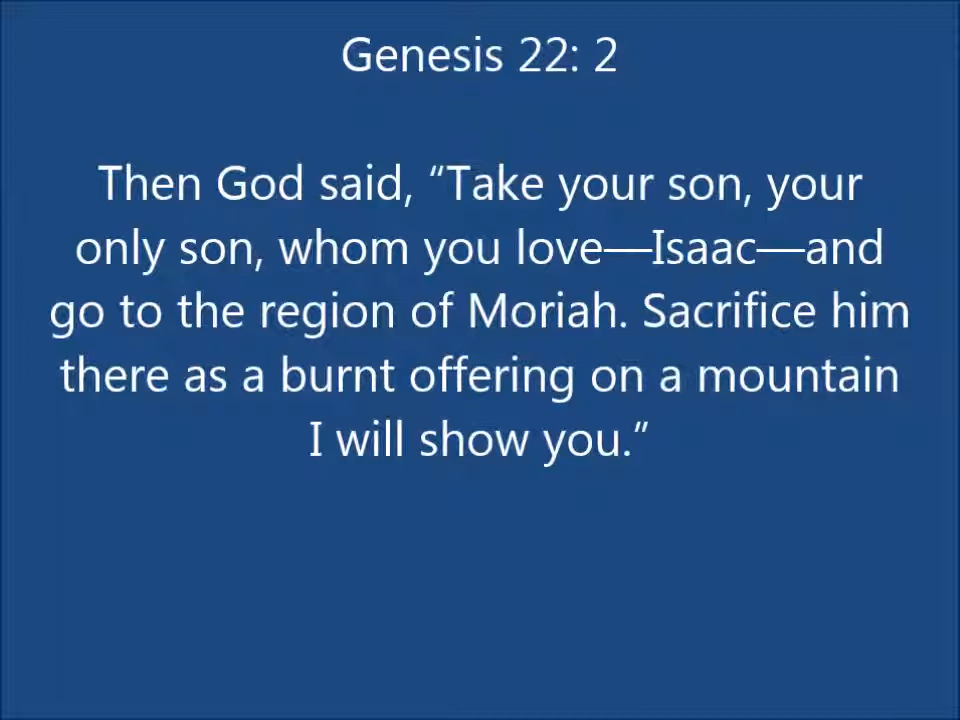 Genesis 22: 2
Then God said, “Take your son, your
only son, whom you love—Isaac—and
go to the region of Moriah. Sacrifice him
there as a burnt offering on a mountain
I will show you.”